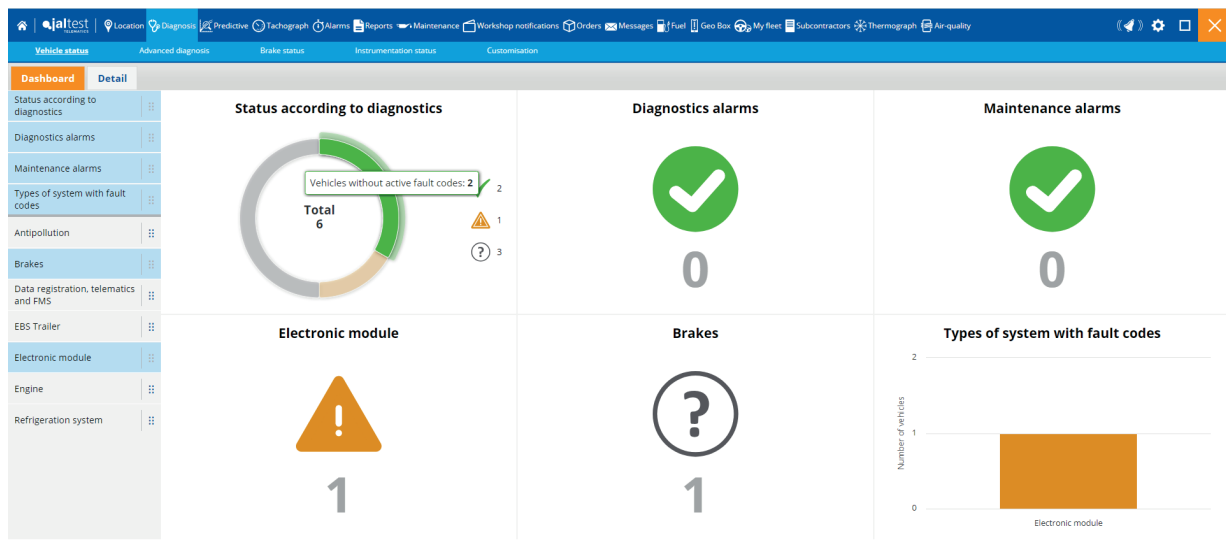 jaltest
TELEMATICS
Location
Diagnosis
Predictive
Tachograph
Alarms
Reports
Maintenance
Workshop notifications
Orders
Messages
Fuel
Geo Box
My fleet
Subcontractors
Thermograph
Air-quality
Vehicle status
Advanced diagnosis
Brake status
Instrumentation status
Customisation
Dashboard
Detail
Status according to
diagnostics
Diagnostics alarms
Maintenance alarms
Types of system with fault
codes
Antipollution
Brakes
Data registration, telematics
and FMS
EBS Trailer
Electronic module
Engine
Refrigeration system
Status according to diagnostics
Vehicles without active fault codes: 2
Total
6
2
1
? 3
Diagnostics alarms
0
Maintenance alarms
0
Electronic module
!
1
Brakes
?
1
Types of system with fault codes
Number of vehicles
2
1
0
Electronic module